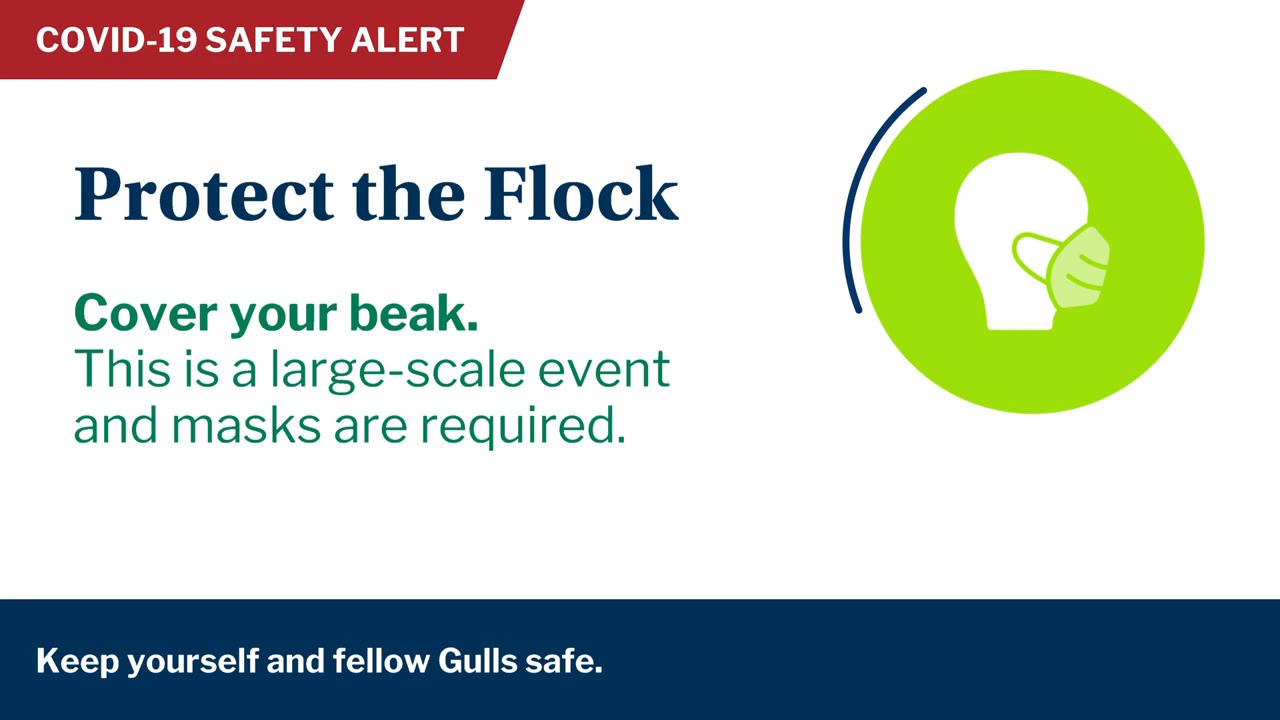 COVID-19 SAFETY ALERT
Protect the Flock
Cover your beak.
This is a large-scale event
and masks are required.
Keep yourself and fellow Gulls safe.